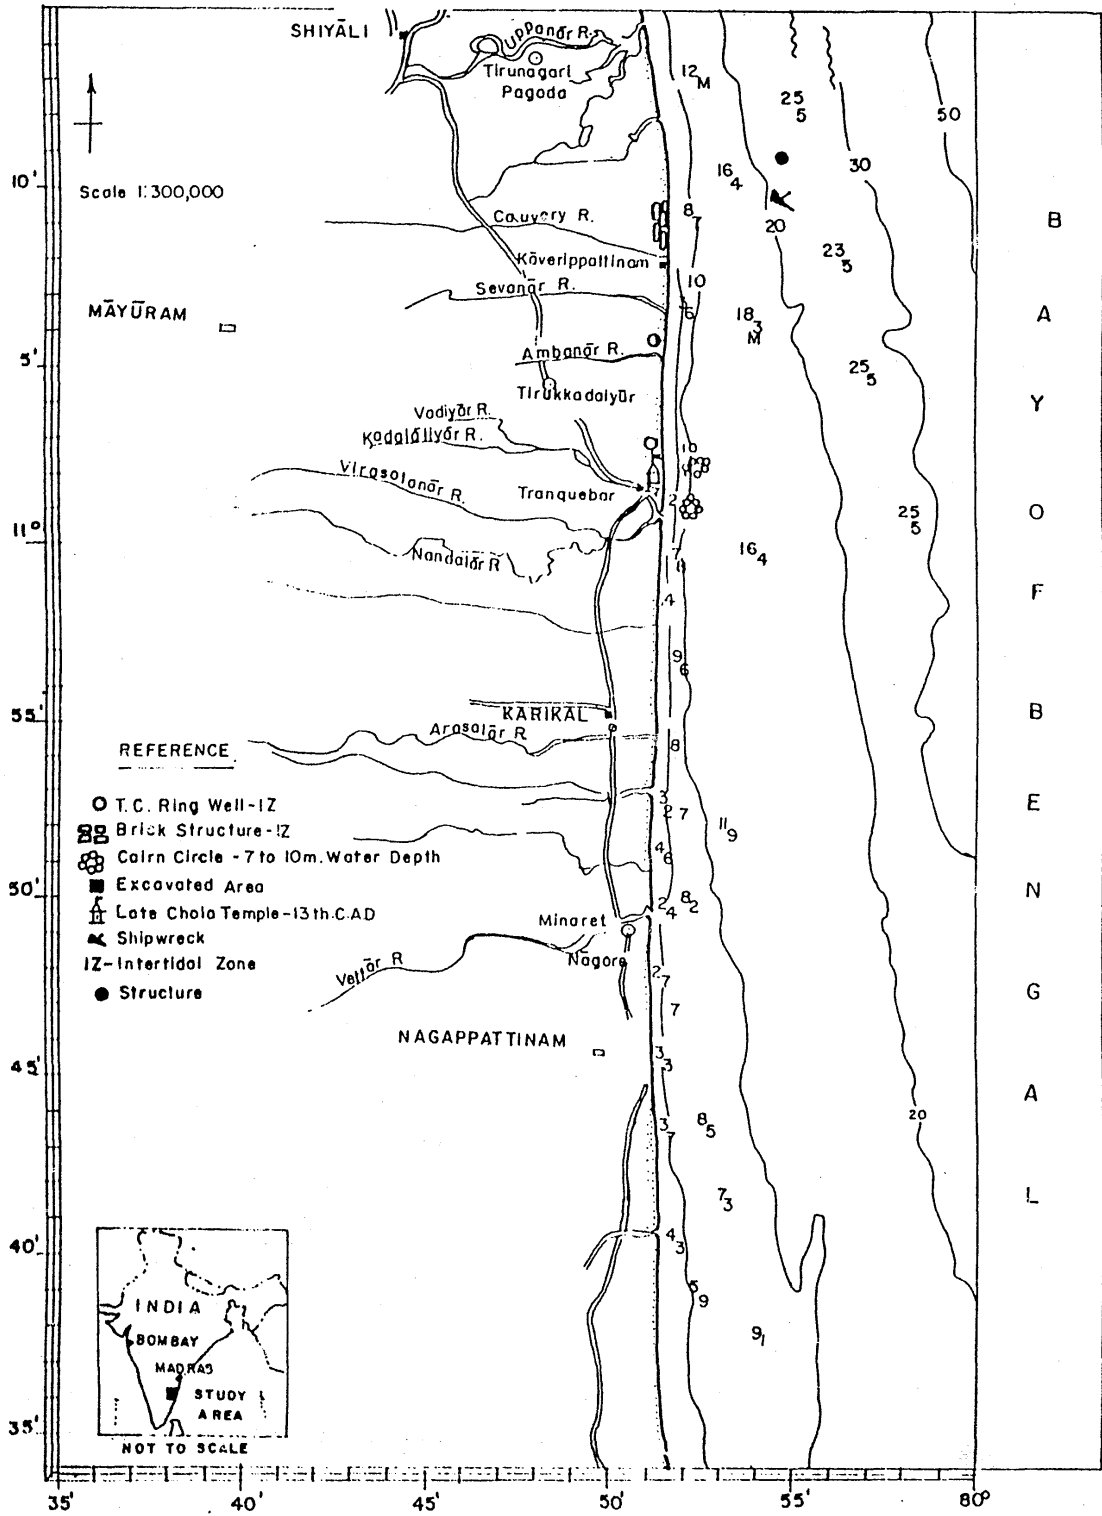 SHIYĀLI
Uppanār R.
Tirunagari
Pagoda
12 M
25 5
50
30
16 4
10'
Scale 1:300,000
Cauvery R.
8 7
20
23 5
B
Kāverippattinam
Sevanār R.
10
MĀYŪRAM
18 3
M
A
Ambanār R.
5'
25 5
Tirukkadaiyūr
Y
Vadiyār R.
Kadalāliyār R.
10
Virasolanār R.
Tranquebar
2
25 5
O
11°
Nandalār R
7
16 4
4
F
9 6
KARIKAL
B
55'
Arasalār R
REFERENCE
8
T.C. Ring Well-IZ
3
2 7
E
Brick Structure-IZ
11 9
Cairn Circle - 7 to 10m. Water Depth
4 6
Excavated Area
50'
8 2
N
Late Chola Temple-13th.C.AD
2 4
Minaret
Shipwreck
Nāgore
IZ-Intertidal Zone
Vettār R
2 7
Structure
7
G
NAGAPPATTINAM
3 3
45'
A
20
3 7
8 5
7 3
L
40'
4 3
5 9
INDIA
9 1
BOMBAY
MADRAS
STUDY
AREA
35'
NOT TO SCALE
35'
40'
45'
50'
55'
80°